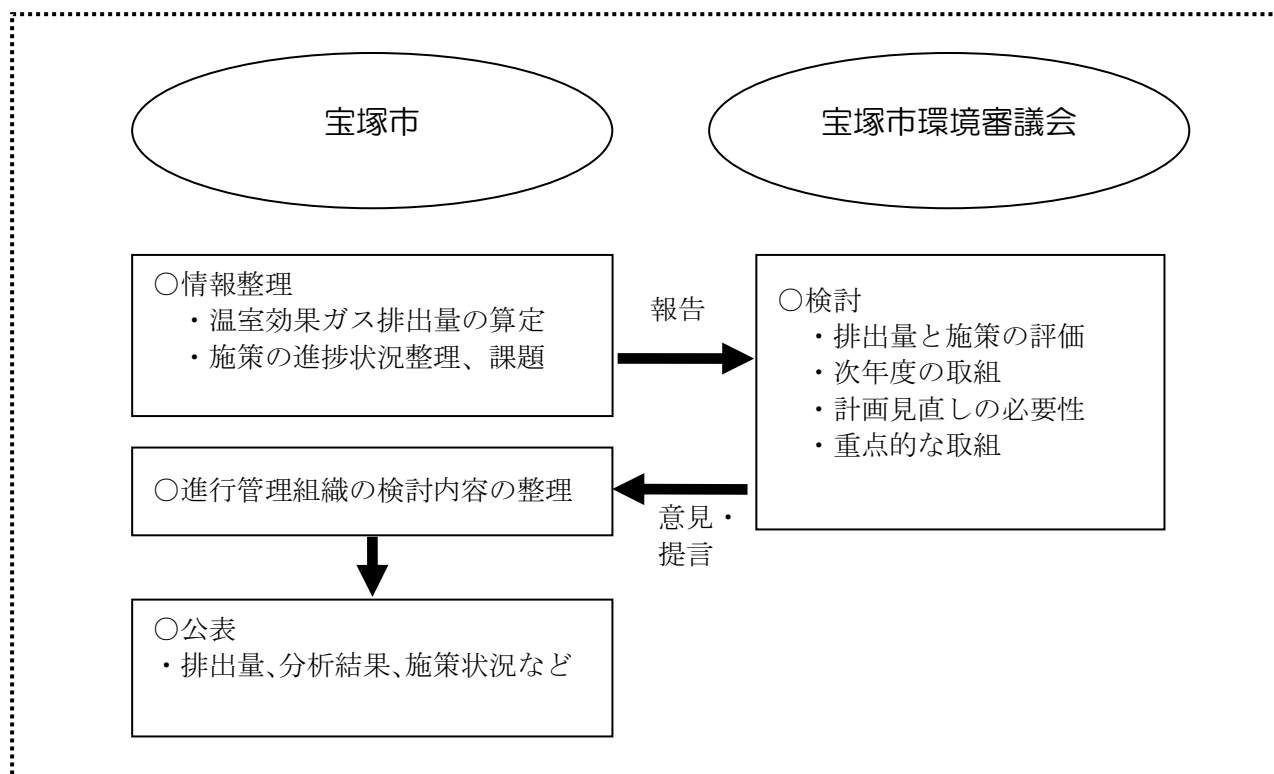 宝塚市
宝塚市環境審議会
○情報整理
・温室効果ガス排出量の算定
・施策の進捗状況整理、課題
報告
○検討
・排出量と施策の評価
・次年度の取組
・計画見直しの必要性
・重点的な取組
○進行管理組織の検討内容の整理
意見・
提言
○公表
・排出量、分析結果、施策状況など